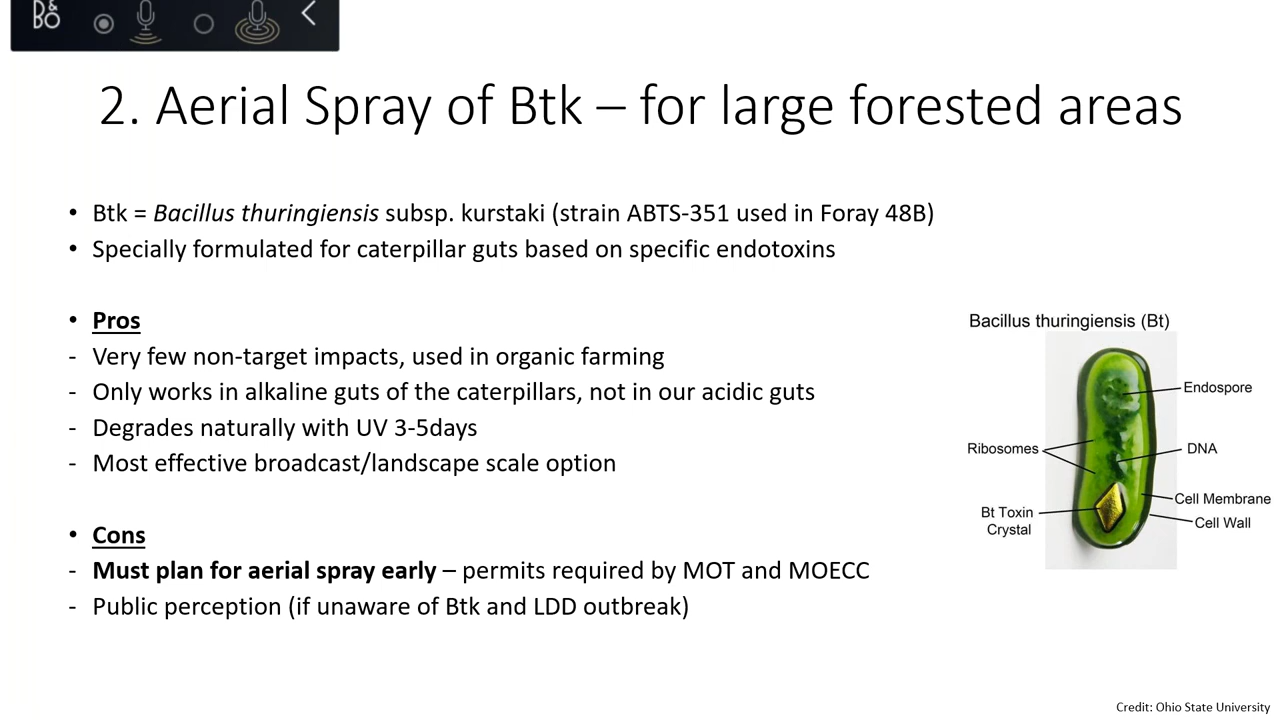 B&O
2. Aerial Spray of Btk – for large forested areas
• Btk = Bacillus thuringiensis subsp. kurstaki (strain ABTS-351 used in Foray 48B)
• Specially formulated for caterpillar guts based on specific endotoxins
• Pros
- Very few non-target impacts, used in organic farming
- Only works in alkaline guts of the caterpillars, not in our acidic guts
- Degrades naturally with UV 3-5days
- Most effective broadcast/landscape scale option
• Cons
- Must plan for aerial spray early – permits required by MOT and MOECC
- Public perception (if unaware of Btk and LDD outbreak)
Bacillus thuringiensis (Bt)
Endospore
Ribosomes
DNA
Cell Membrane
Bt Toxin
Crystal
Cell Wall
Credit: Ohio State University